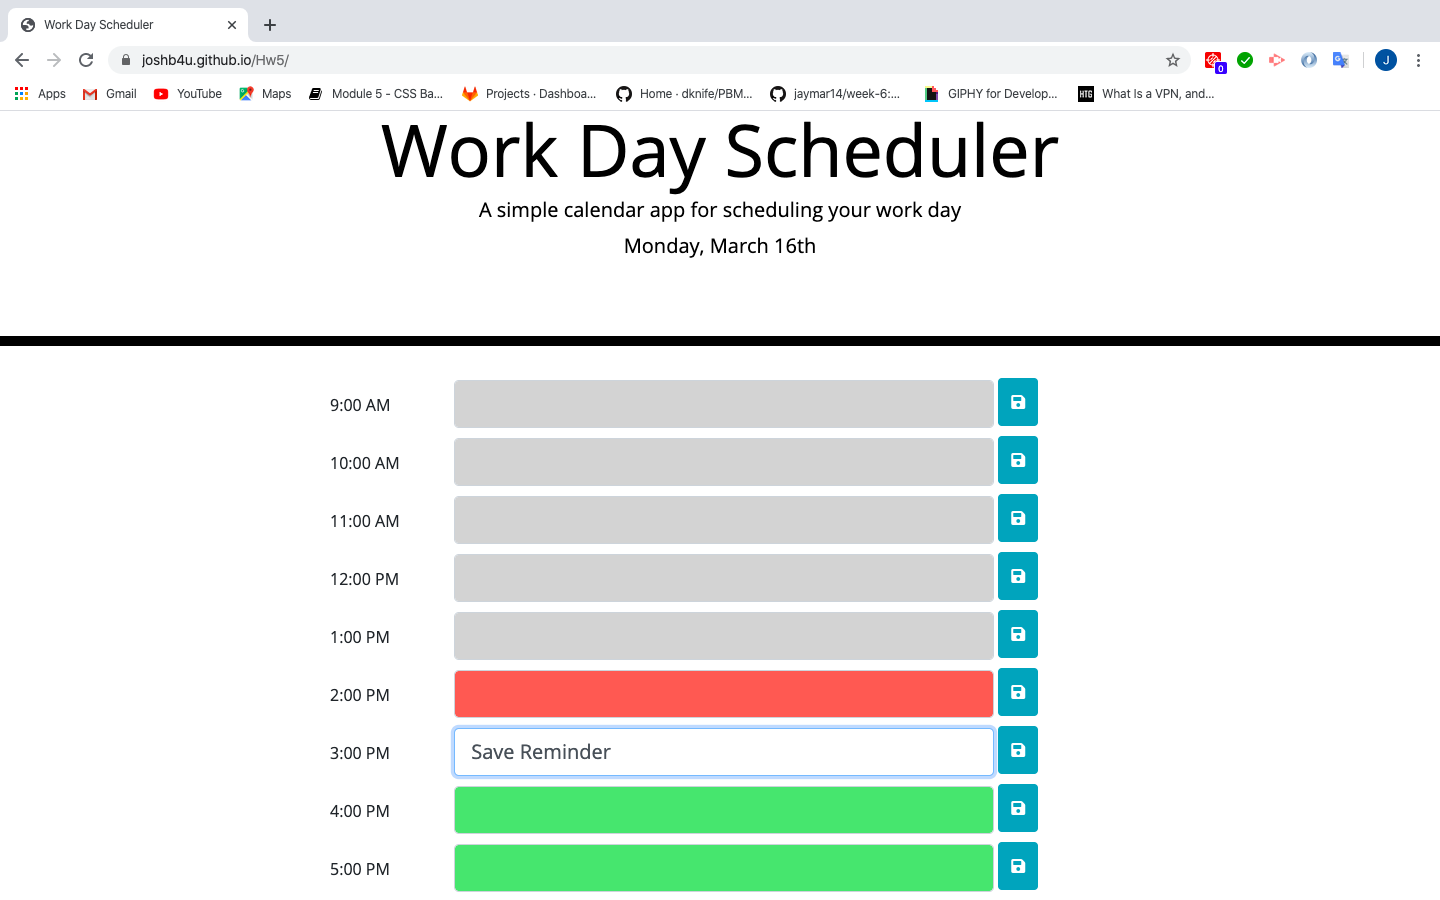 Work Day Scheduler
joshb4u.github.io/Hw5/
0
J
Apps
Gmail
YouTube
Maps
Module 5 - CSS Ba...
Projects · Dashboa...
Home · dknife/PBM...
jaymar14/week-6:...
GIPHY for Develop...
HTG
What Is a VPN, and...
Work Day Scheduler
A simple calendar app for scheduling your work day
Monday, March 16th
9:00 AM
10:00 AM
11:00 AM
12:00 PM
1:00 PM
2:00 PM
3:00 PM Save Reminder
4:00 PM
5:00 PM